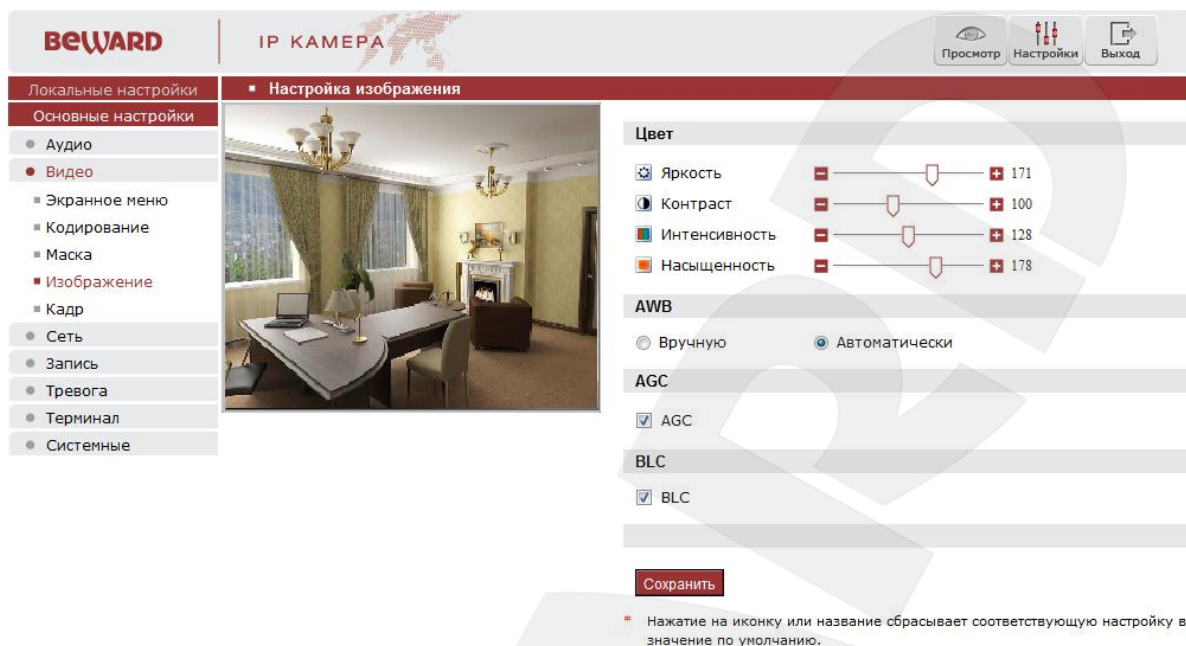 BEWARD
IP КАМЕРА
Просмотр
Настройки
Выход
Локальные настройки
Настройка изображения
Основные настройки
Аудио
Видео
Экранное меню
Кодирование
Маска
Изображение
Кадр
Сеть
Запись
Тревога
Терминал
Системные
Цвет
Яркость 171
Контраст 100
Интенсивность 128
Насыщенность 178
AWB
Вручную Автоматически
AGC
AGC
BLC
BLC
Сохранить
* Нажатие на иконку или название сбрасывает соответствующую настройку в
значение по умолчанию.